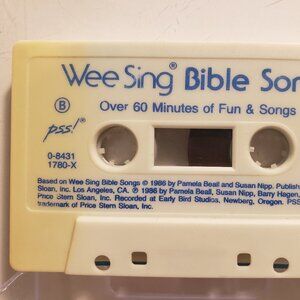 Wee Sing® Bible Son
B
Over 60 Minutes of Fun & Songs
pss!®
0-8431
1780-X
Based on Wee Sing Bible Songs © 1986 by Pamela Beall and Susan Nipp. Publish
Sloan, Inc. Los Angeles, CA. ℗ 1986 by Pamela Beall, Susan Nipp, Barry Hagen,
Price Stern Sloan, Inc. Recorded at Early Bird Studios, Newberg, Oregon. PSS
trademark of Price Stern Sloan, Inc.